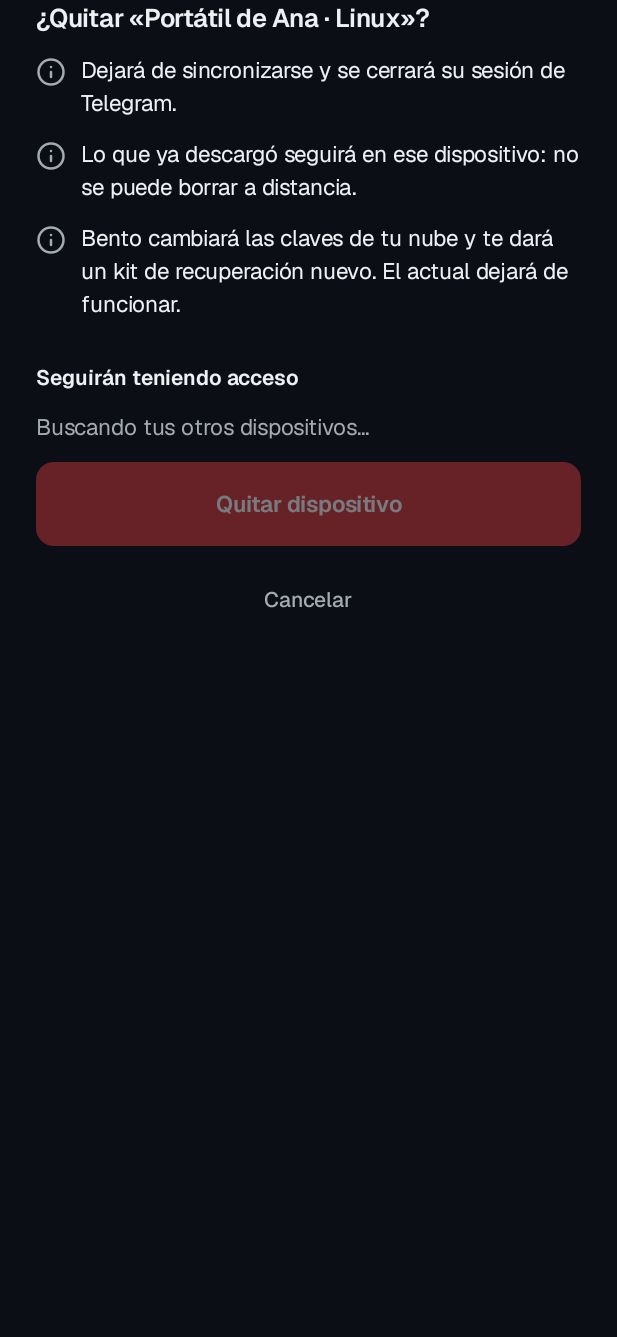 ¿Quitar «Portátil de Ana · Linux»?
Dejará de sincronizarse y se cerrará su sesión de
Telegram.
Lo que ya descargó seguirá en ese dispositivo: no
se puede borrar a distancia.
Bento cambiará las claves de tu nube y te dará
un kit de recuperación nuevo. El actual dejará de
funcionar.
Seguirán teniendo acceso
Buscando tus otros dispositivos…
Quitar dispositivo
Cancelar